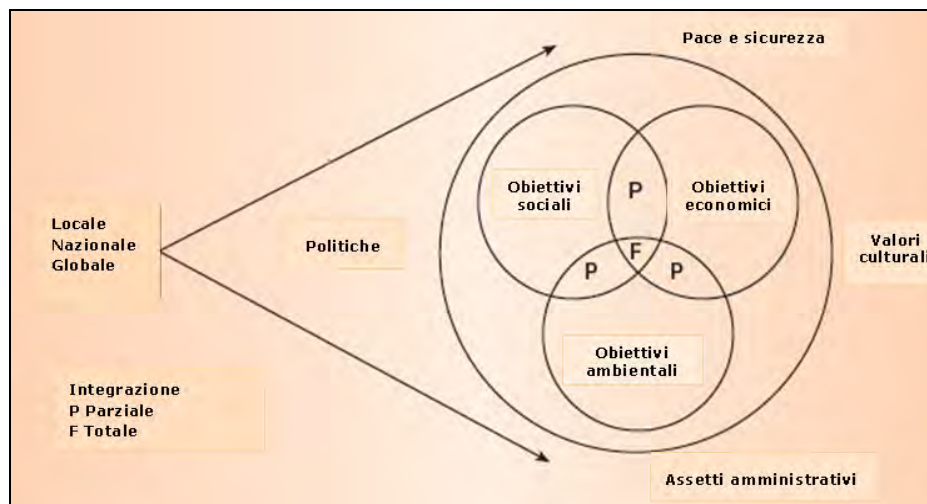 Pace e sicurezza
Obiettivi
sociali
P
Obiettivi
economici
Locale
Nazionale
Globale
Politiche
F
P
P
Valori
culturali
Obiettivi
ambientali
Integrazione
P Parziale
F Totale
Assetti amministrativi